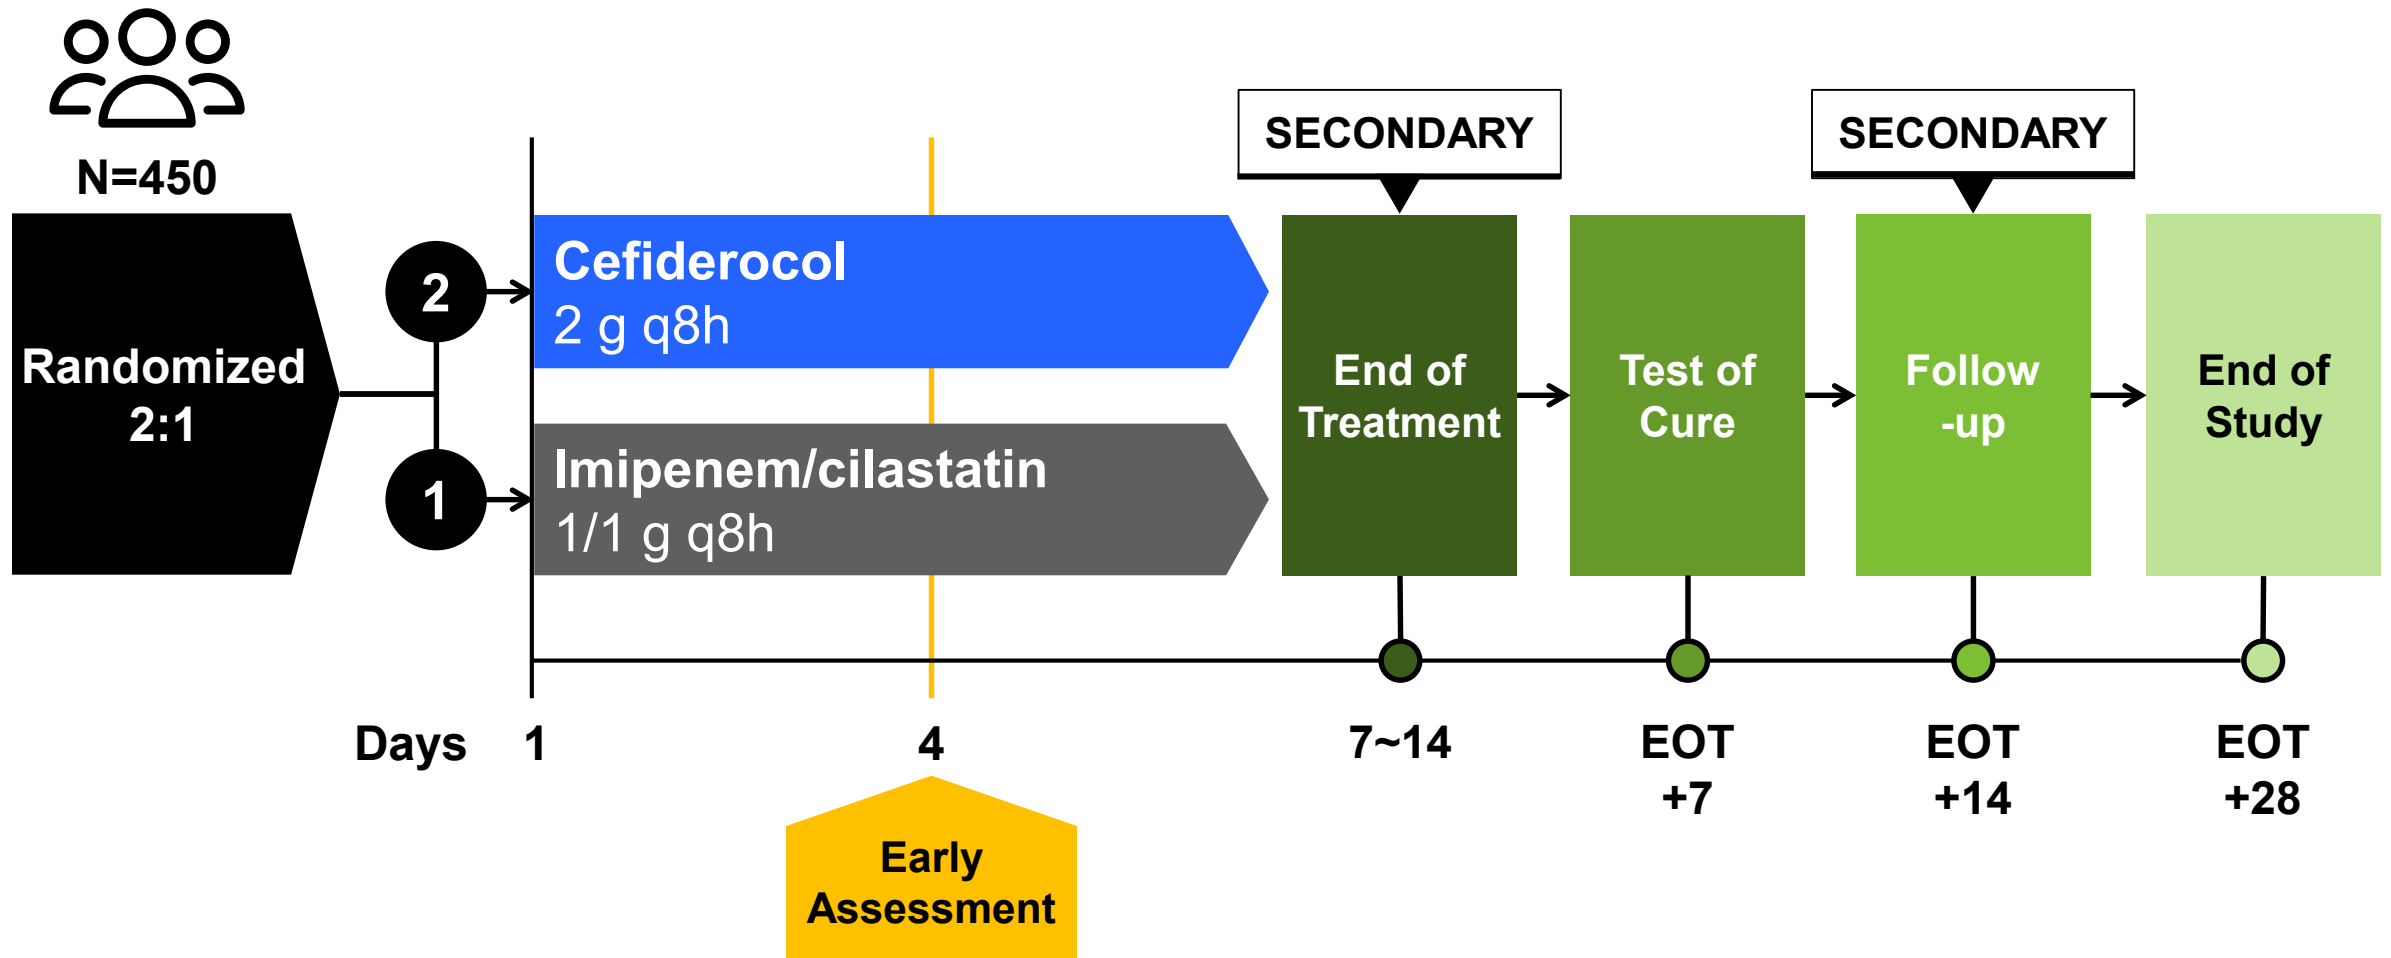 N=450
Randomized
2:1
2
1
Cefiderocol
2 g q8h
Imipenem/cilastatin
1/1 g q8h
SECONDARY
SECONDARY
End of
Treatment
Test of
Cure
Follow
-up
End of
Study
Days
1
4
7~14
EOT
+7
EOT
+14
EOT
+28
Early
Assessment